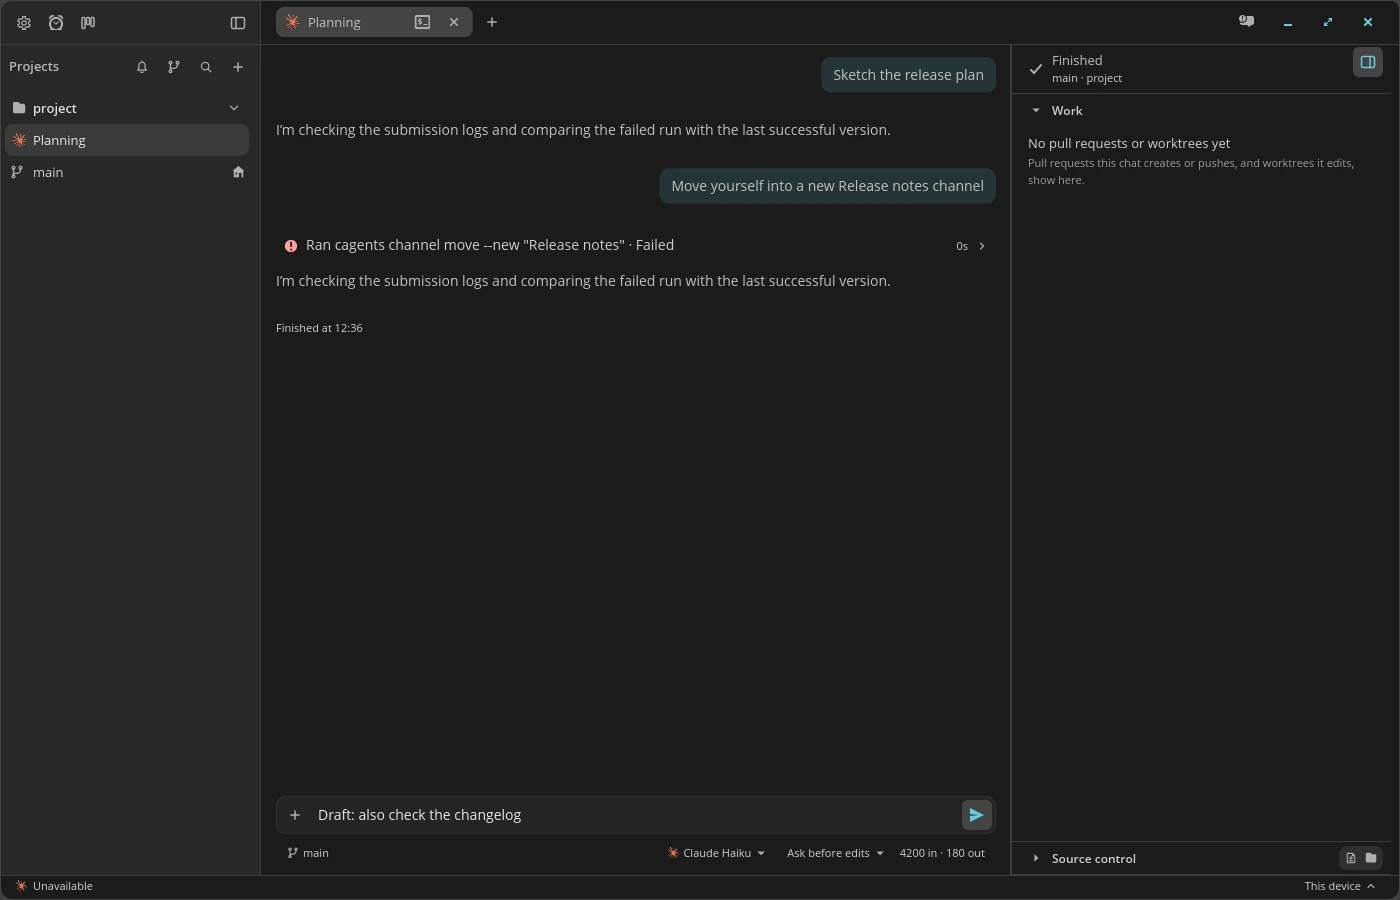 Planning
Projects
project
Planning
main
Sketch the release plan
I'm checking the submission logs and comparing the failed run with the last successful version.
Move yourself into a new Release notes channel
Ran cagents channel move --new "Release notes" · Failed
0s
I'm checking the submission logs and comparing the failed run with the last successful version.
Finished at 12:36
Draft: also check the changelog
main
Claude Haiku
Ask before edits
4200 in · 180 out
Finished
main · project
Work
No pull requests or worktrees yet
Pull requests this chat creates or pushes, and worktrees it edits,
show here.
Source control
Unavailable
This device